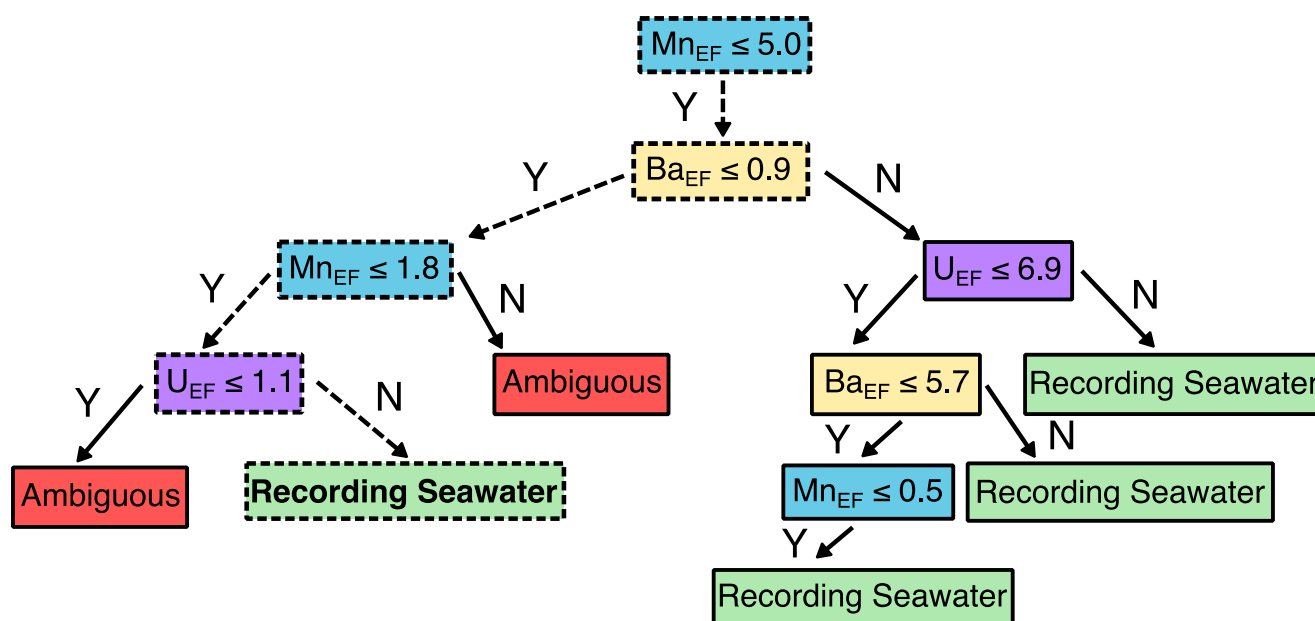 Mn_EF ≤ 5.0
Y
Ba_EF ≤ 0.9
Y
N
Mn_EF ≤ 1.8
U_EF ≤ 6.9
Y
N
Y
N
U_EF ≤ 1.1
Ambiguous
Ba_EF ≤ 5.7
Recording Seawater
Y
N
Y
N
Ambiguous
Recording Seawater
Mn_EF ≤ 0.5
Recording Seawater
Y
Recording Seawater